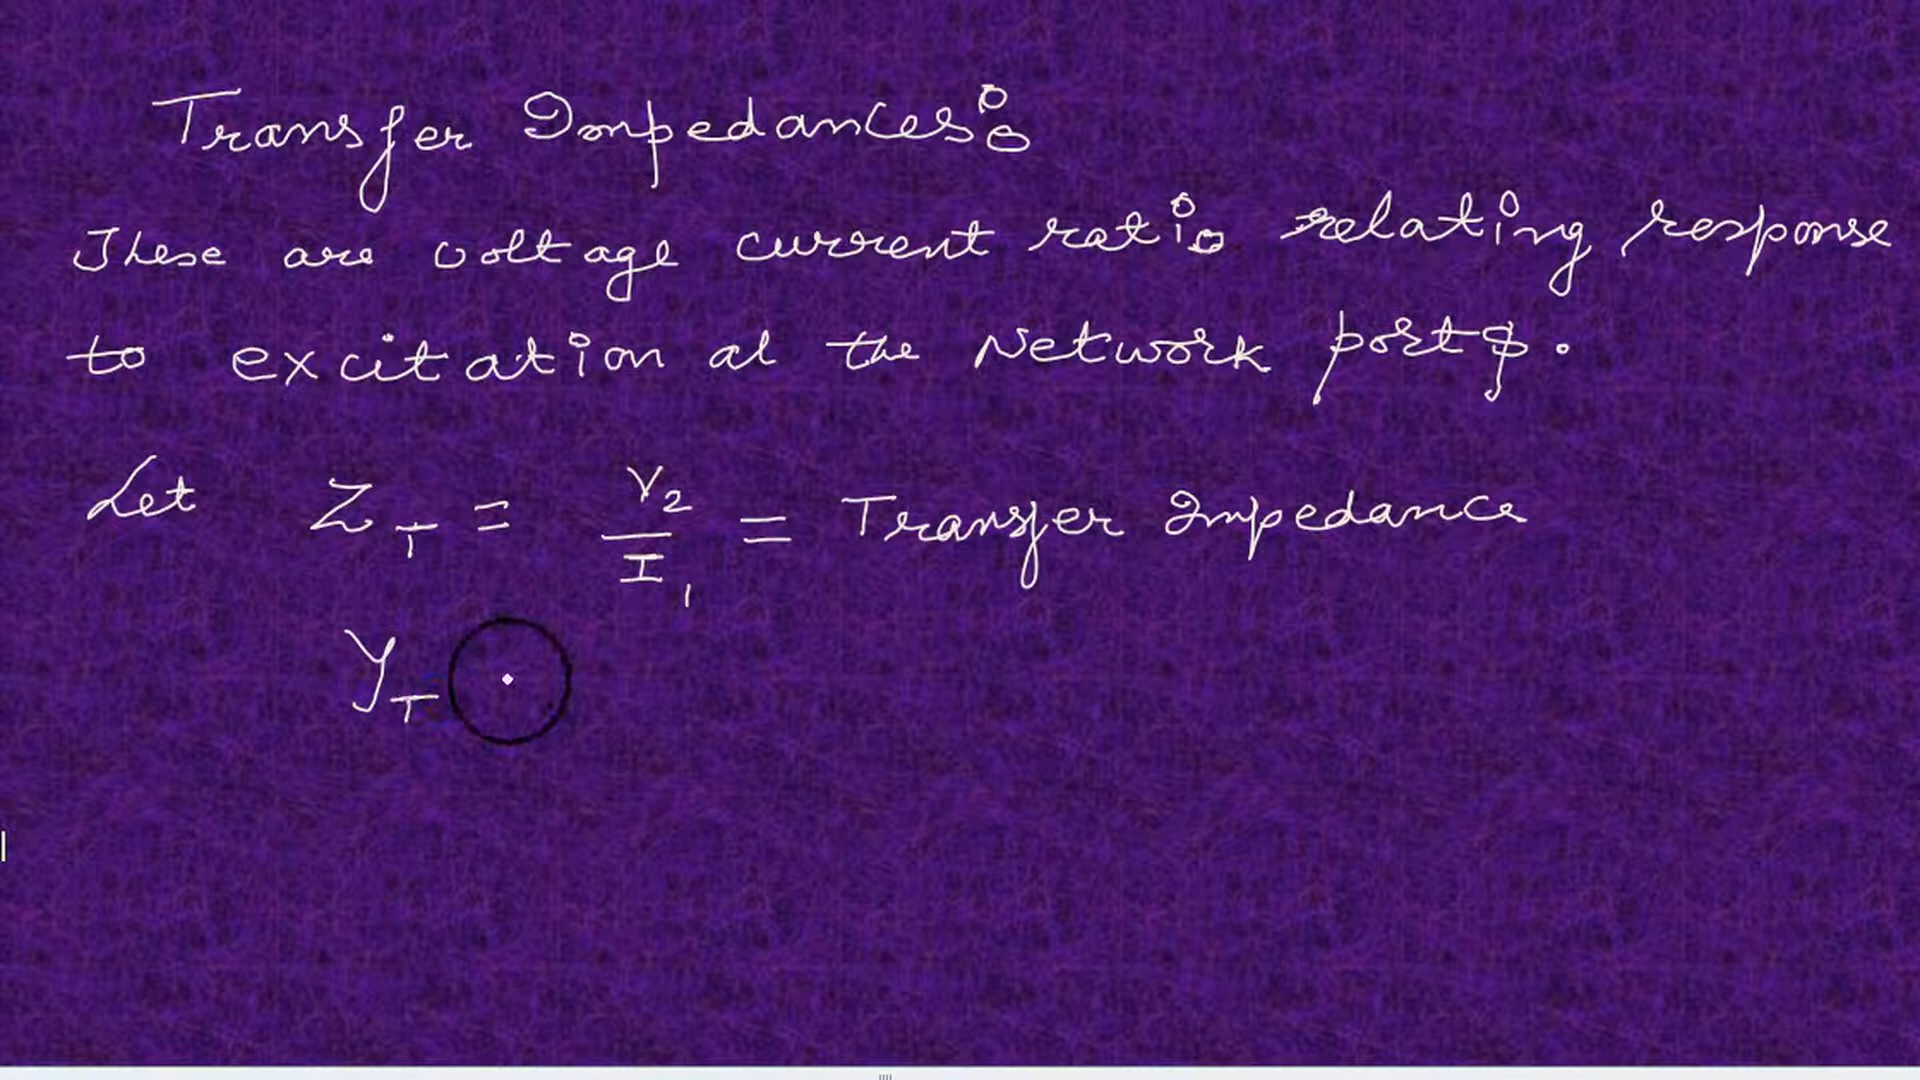 Transfer Impedances:
These are voltage current ratio relating response
to excitation at the Network ports.
Let Z_T = V_2 / I_1 = Transfer Impedance
Y_T